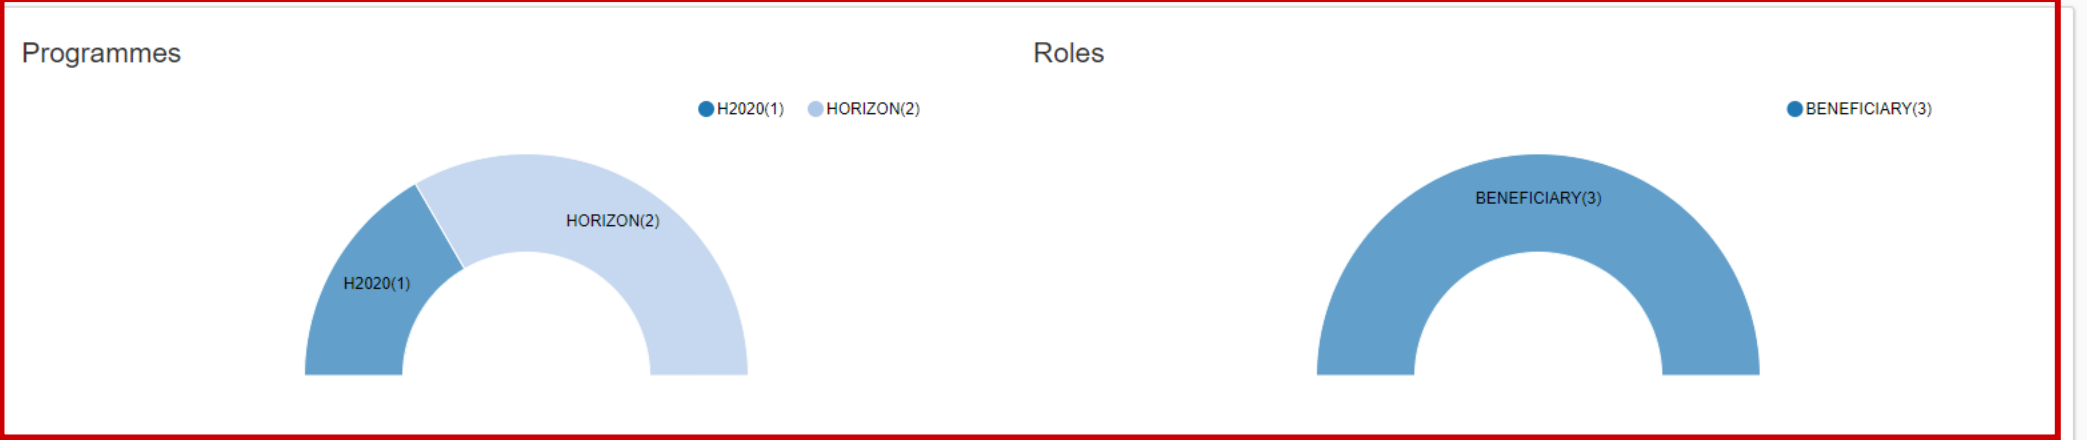 Programmes
H2020(1) HORIZON(2)
HORIZON(2)
H2020(1)
Roles
BENEFICIARY(3)
BENEFICIARY(3)